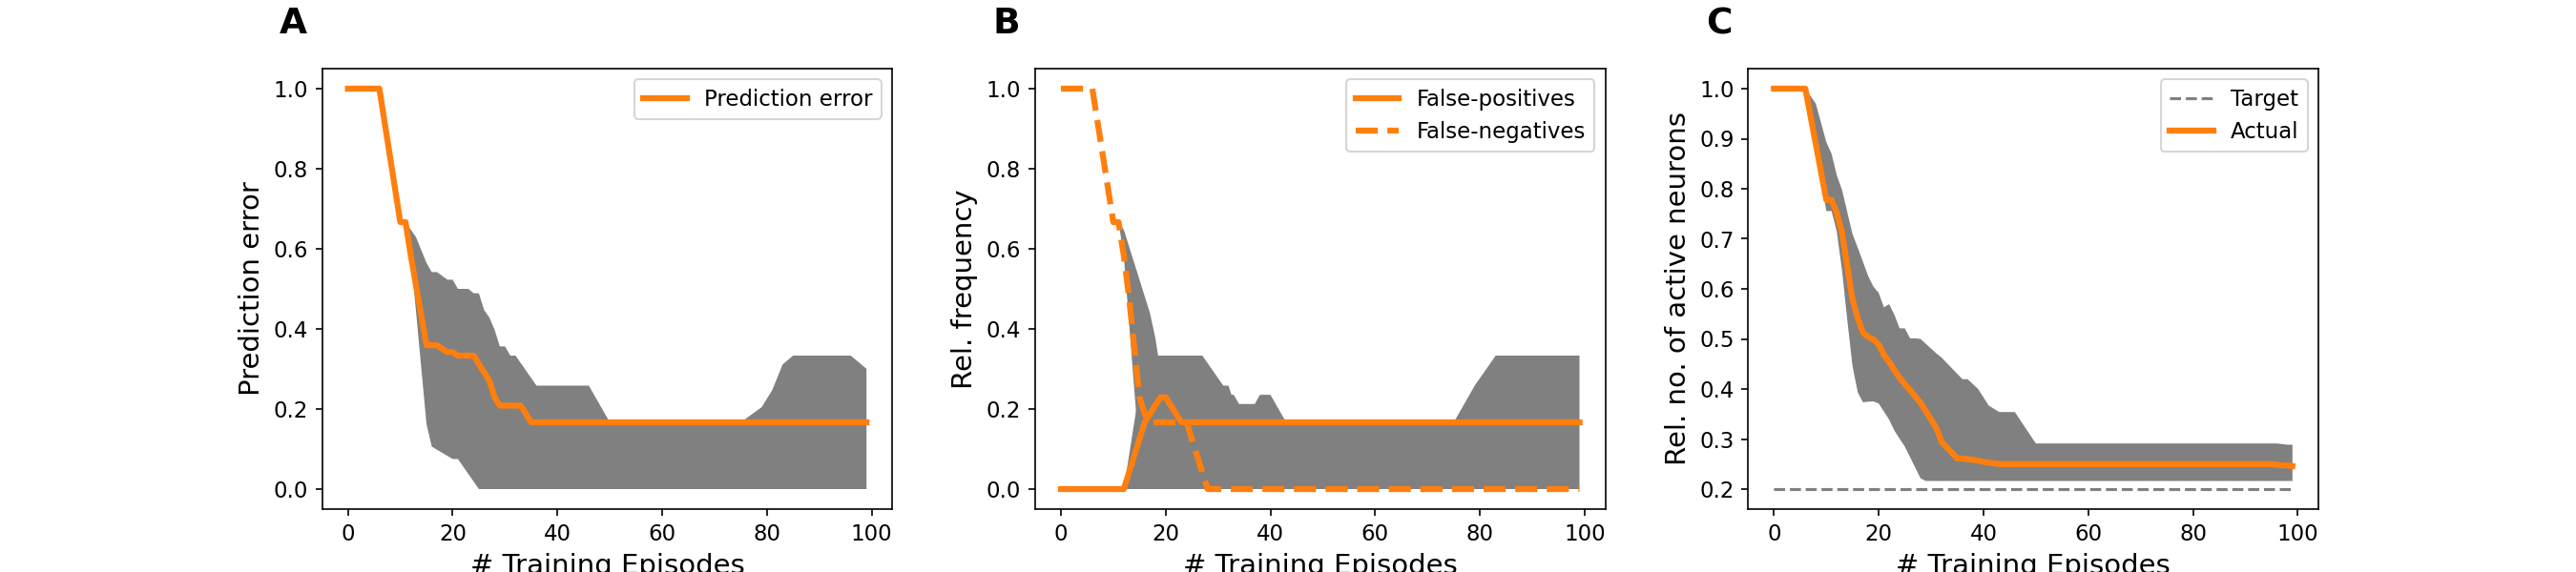 A
Prediction error
1.0
0.8
0.6
0.4
0.2
0.0
Prediction error
0 20 40 60 80 100
# Training Episodes
B
Rel. frequency
1.0
0.8
0.6
0.4
0.2
0.0
False-positives
False-negatives
0 20 40 60 80 100
# Training Episodes
C
Rel. no. of active neurons
1.0
0.9
0.8
0.7
0.6
0.5
0.4
0.3
0.2
Target
Actual
0 20 40 60 80 100
# Training Episodes